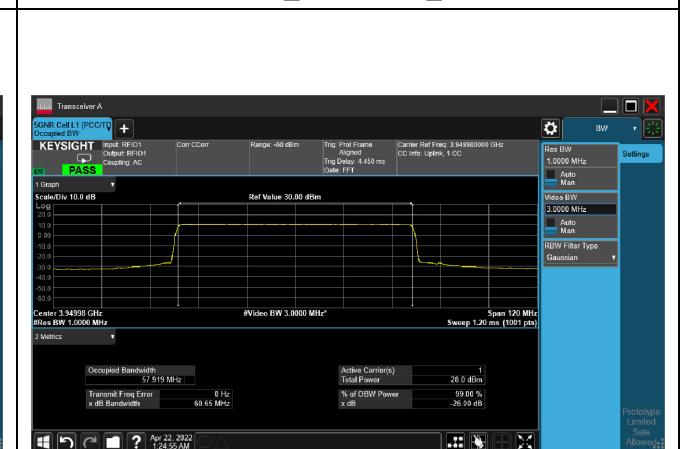 Transceiver A
5GNR Cell L1 (PCC/TD
Occupied BW
+
BW
KEYSIGHT
PASS
Input: RFIO1
Output: RFIO1
Coupling: AC
Corr CCorr
Range: -60 dBm
Trig: Prot Frame
Aligned
Trig Delay: 4.450 ms
Gate: FFT
Carrier Ref Freq: 3.949980000 GHz
CC Info: Uplink, 1 CC
Res BW
1.0000 MHz
Auto
Man
Settings
Video BW
3.0000 MHz
Auto
Man
RBW Filter Type
Gaussian
1 Graph
Scale/Div 10.0 dB
Ref Value 30.00 dBm
Log
20.0
10.0
0.00
-10.0
-20.0
-30.0
-40.0
-50.0
-60.0
Center 3.94998 GHz
#Video BW 3.0000 MHz*
Span 120 MHz
#Res BW 1.0000 MHz
Sweep 1.20 ms (1001 pts)
2 Metrics
Occupied Bandwidth
57.919 MHz
Transmit Freq Error 0 Hz
x dB Bandwidth 60.65 MHz
Active Carrier(s) 1
Total Power 28.0 dBm
% of OBW Power 99.00 %
x dB -26.00 dB
Prototype
Limited
Sale
Allowed
?
Apr 22, 2022
1:24:55 AM